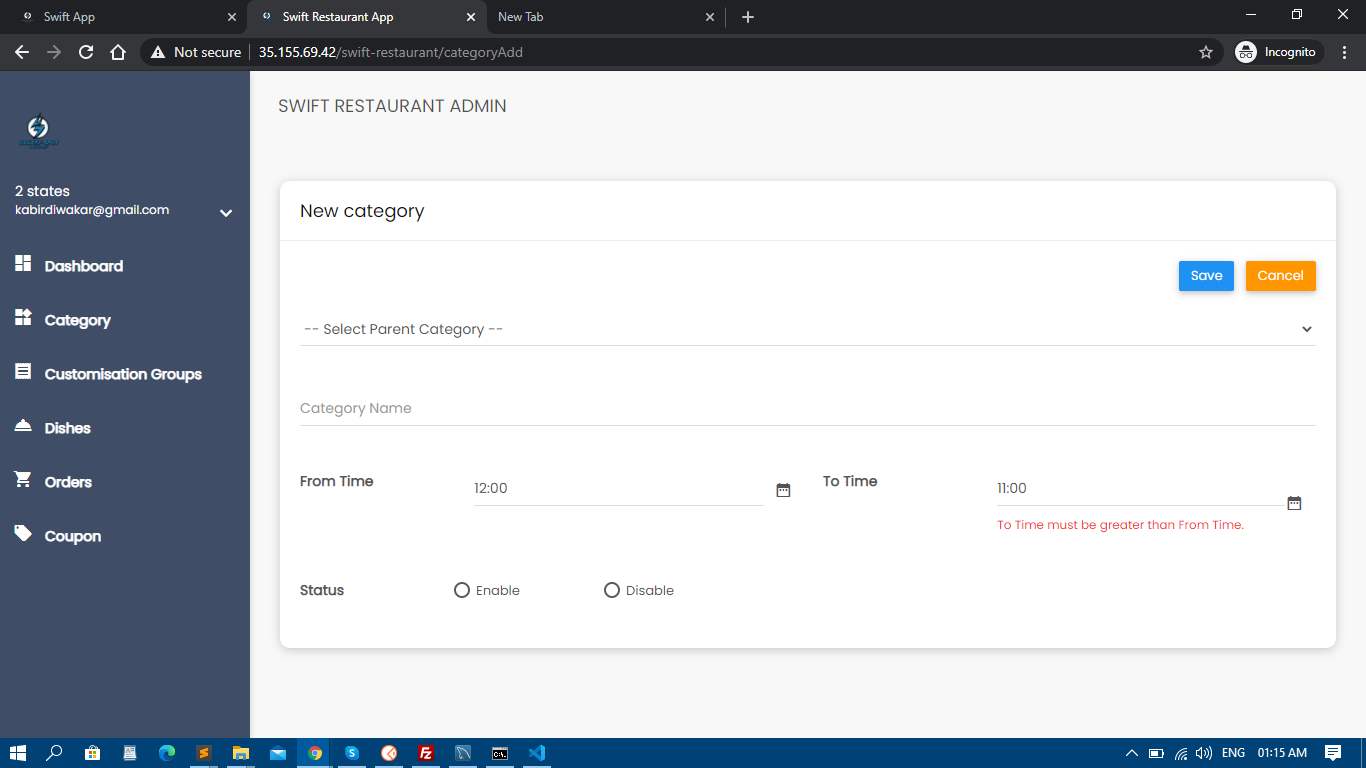 Swift App
Swift Restaurant App
New Tab
Not secure
35.155.69.42/swift-restaurant/categoryAdd
Incognito
SWIFT RESTAURANT ADMIN
2 states
kabirdiwakar@gmail.com
Dashboard
Category
Customisation Groups
Dishes
Orders
Coupon
New category
Save
Cancel
-- Select Parent Category --
Category Name
From Time
12:00
To Time
11:00
To Time must be greater than From Time.
Status
Enable
Disable
ENG
01:15 AM